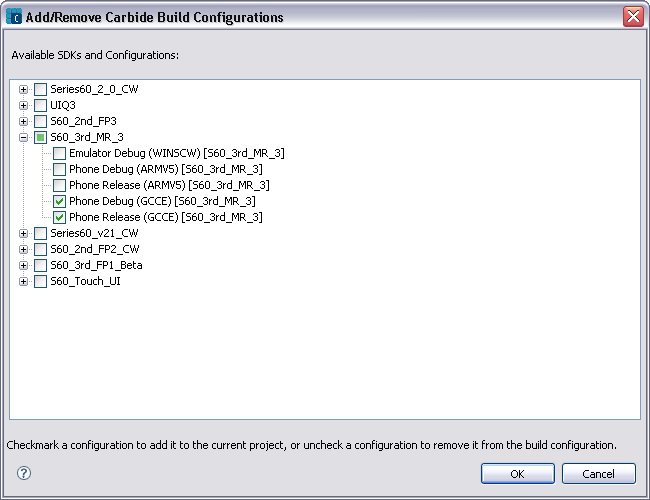 Add/Remove Carbide Build Configurations
Available SDKs and Configurations:
Series60_2_0_CW
UIQ3
S60_2nd_FP3
S60_3rd_MR_3
Emulator Debug (WINSCW) [S60_3rd_MR_3]
Phone Debug (ARMV5) [S60_3rd_MR_3]
Phone Release (ARMV5) [S60_3rd_MR_3]
Phone Debug (GCCE) [S60_3rd_MR_3]
Phone Release (GCCE) [S60_3rd_MR_3]
Series60_v21_CW
S60_2nd_FP2_CW
S60_3rd_FP1_Beta
S60_Touch_UI
Checkmark a configuration to add it to the current project, or uncheck a configuration to remove it from the build configuration.
? OK Cancel